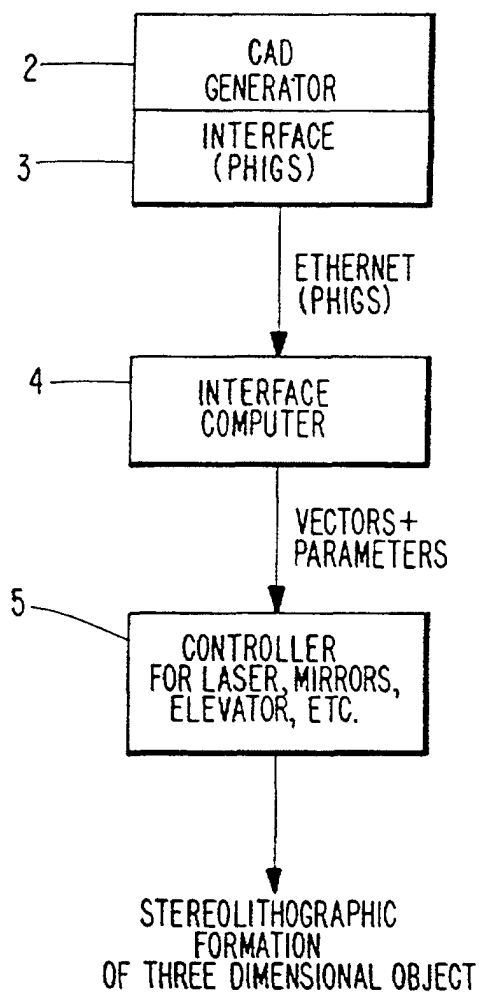 2
CAD
GENERATOR
3
INTERFACE
(PHIGS)
ETHERNET
(PHIGS)
4
INTERFACE
COMPUTER
VECTORS+
PARAMETERS
5
CONTROLLER
FOR LASER, MIRRORS,
ELEVATOR, ETC.
STEREOLITHOGRAPHIC
FORMATION
OF THREE DIMENSIONAL OBJECT